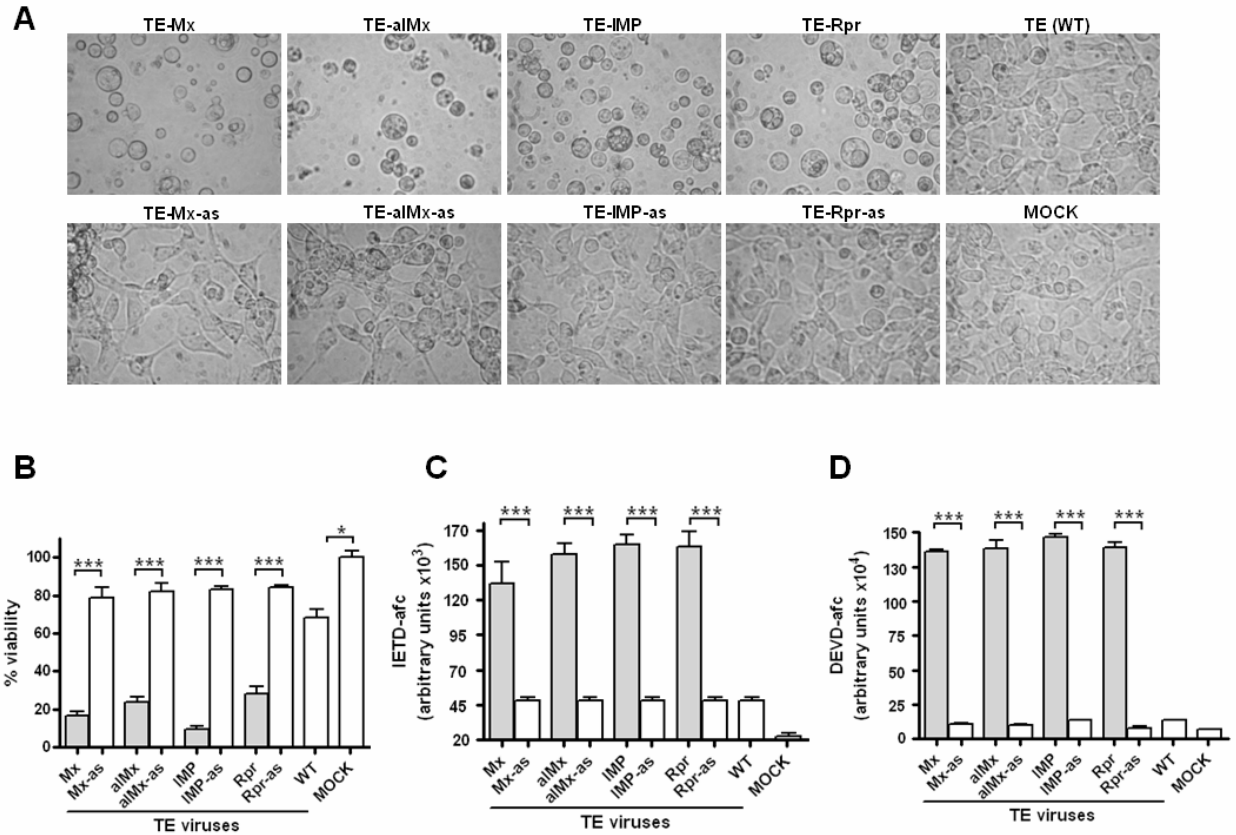 A
TE-Mx TE-alMx TE-IMP TE-Rpr TE (WT)
TE-Mx-as TE-alMx-as TE-IMP-as TE-Rpr-as MOCK
B
% viability
100
80
60
40
20
0
*** *** *** *** *
Mx Mx-as alMx alMx-as IMP IMP-as Rpr Rpr-as WT MOCK
TE viruses
C
IETD-afc
(arbitrary units x10³)
170
150
120
95
70
45
20
*** *** *** ***
Mx Mx-as alMx alMx-as IMP IMP-as Rpr Rpr-as WT MOCK
TE viruses
D
DEVD-afc
(arbitrary units x10⁴)
150
130
100
75
50
25
0
*** *** *** ***
Mx Mx-as alMx alMx-as IMP IMP-as Rpr Rpr-as WT MOCK
TE viruses